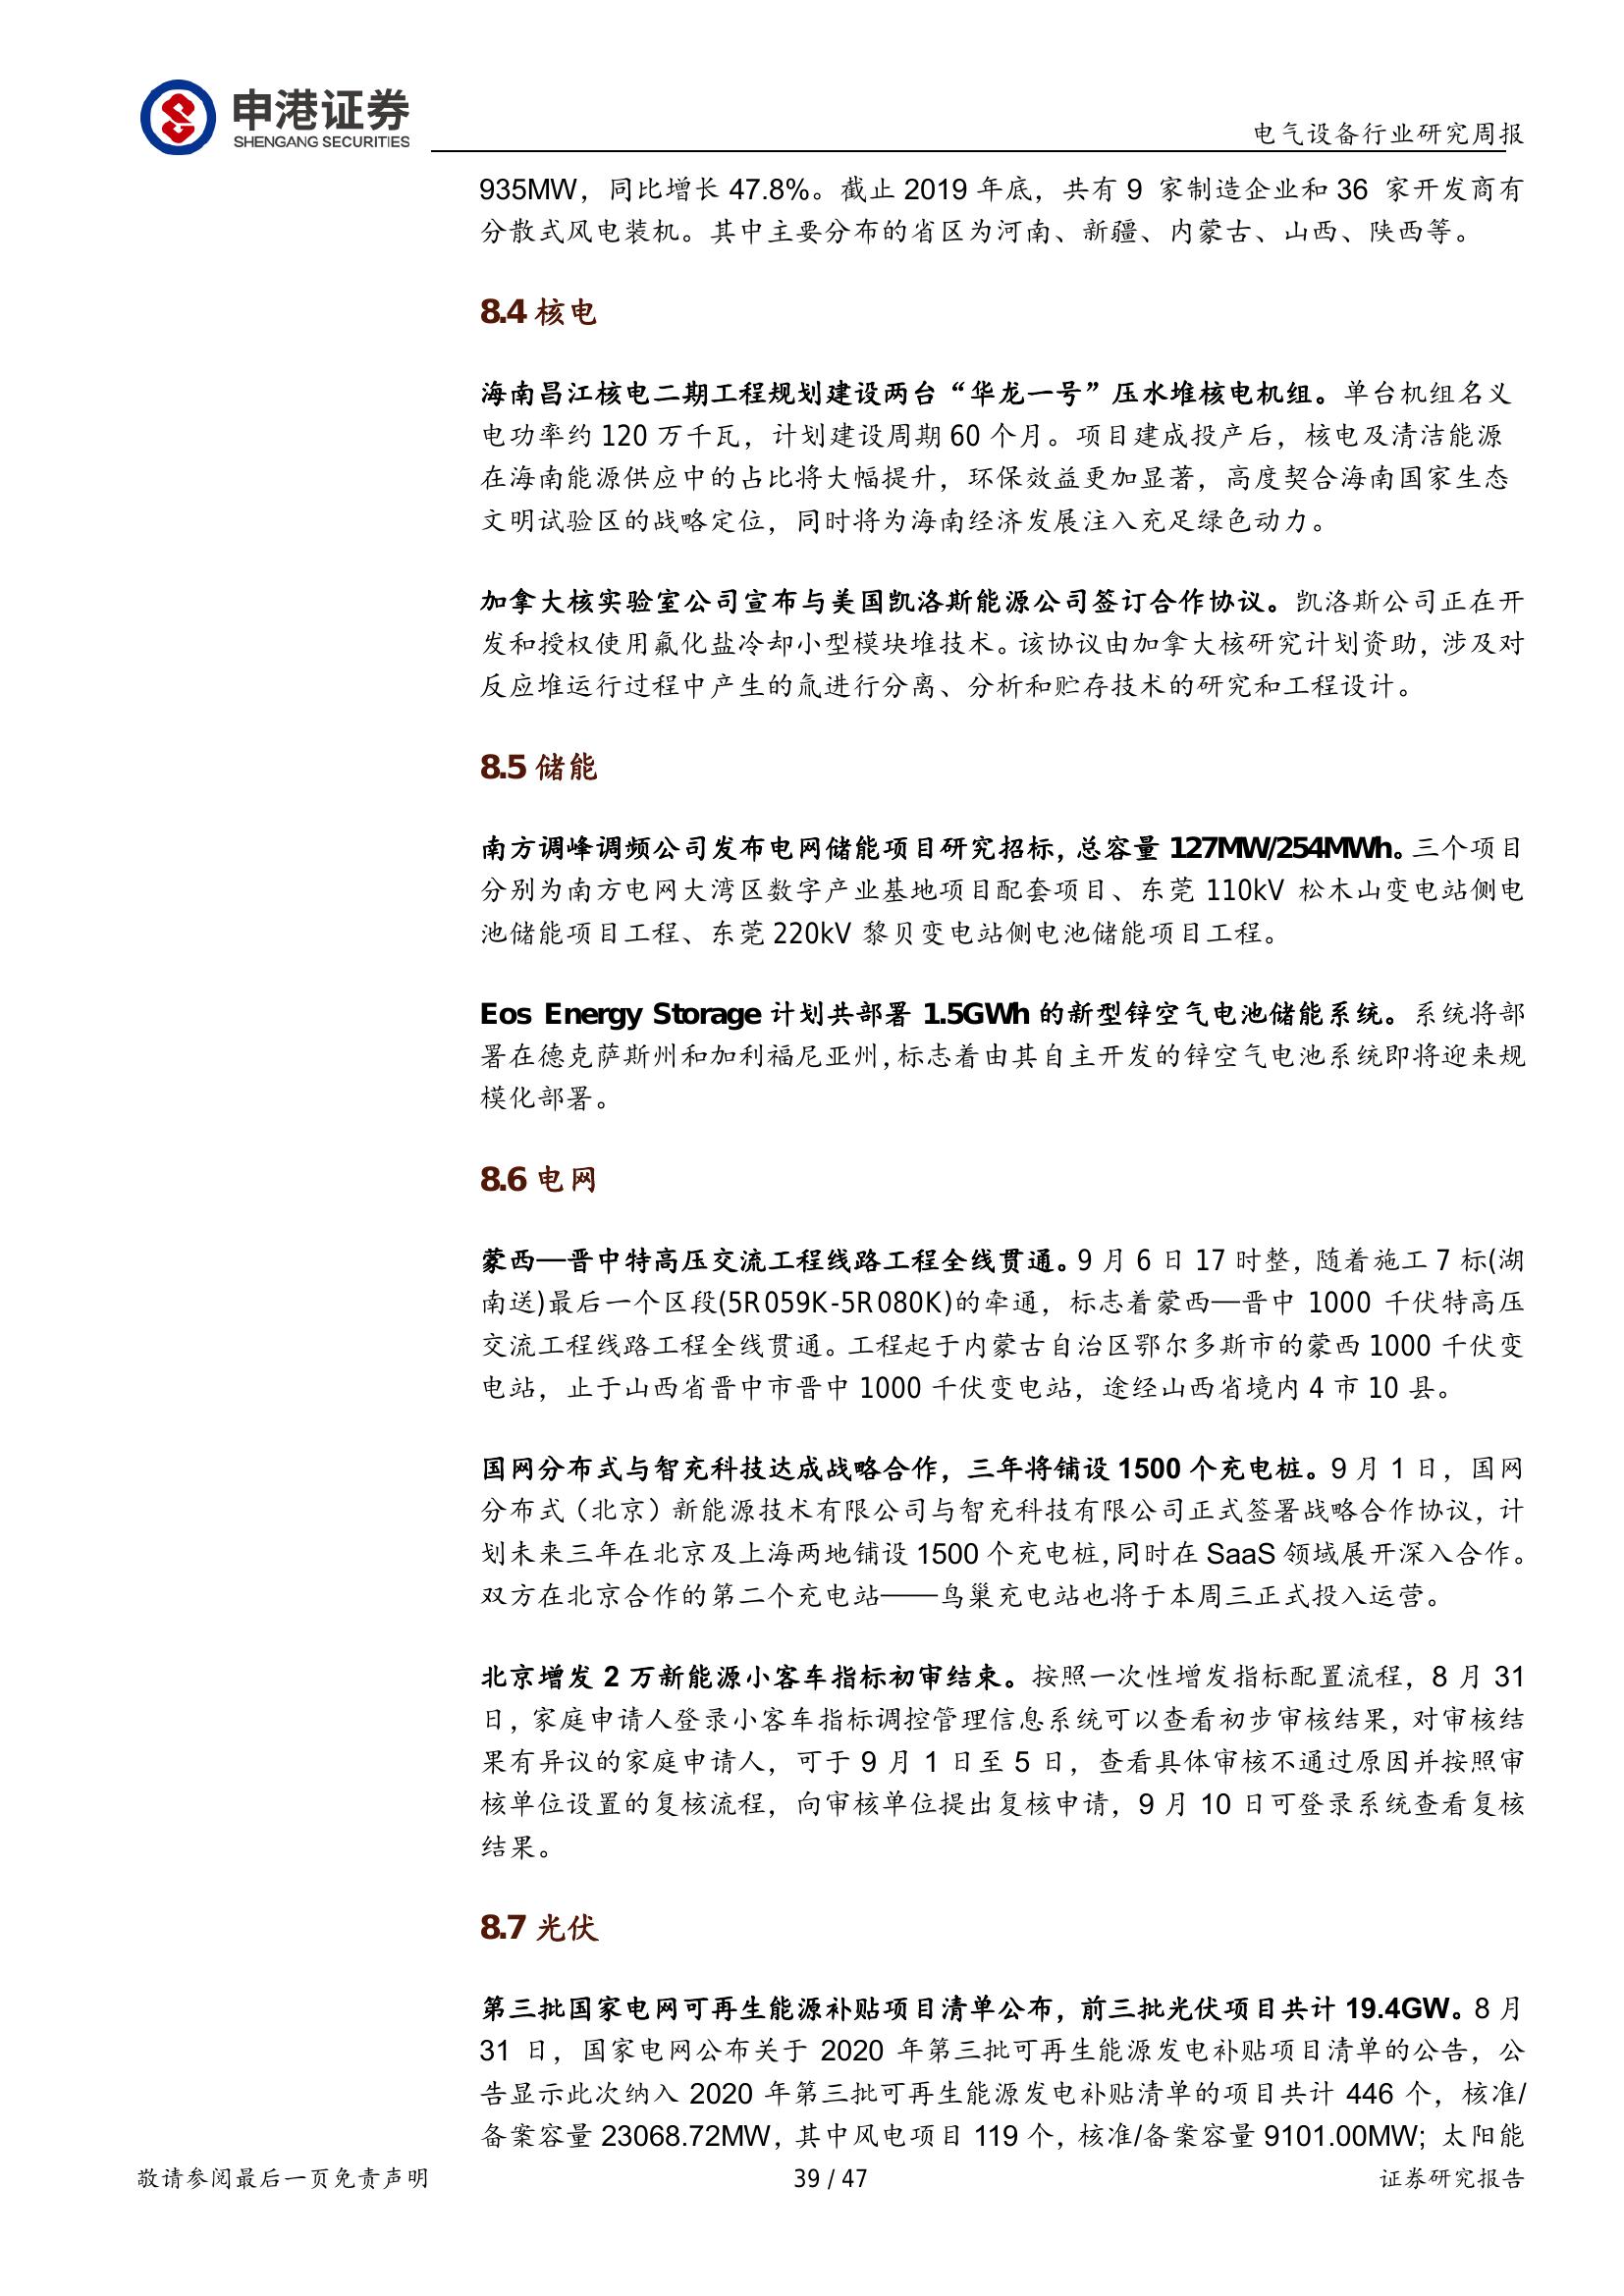 申港证券
SHENGANG SECURITIES
电气设备行业研究周报
935MW，同比增长 47.8%。截止 2019 年底，共有 9 家制造企业和 36 家开发商有
分散式风电装机。其中主要分布的省区为河南、新疆、内蒙古、山西、陕西等。
8.4 核电
海南昌江核电二期工程规划建设两台“华龙一号”压水堆核电机组。单台机组名义
电功率约 120 万千瓦，计划建设周期 60 个月。项目建成投产后，核电及清洁能源
在海南能源供应中的占比将大幅提升，环保效益更加显著，高度契合海南国家生态
文明试验区的战略定位，同时将为海南经济发展注入充足绿色动力。
加拿大核实验室公司宣布与美国凯洛斯能源公司签订合作协议。凯洛斯公司正在开
发和授权使用氟化盐冷却小型模块堆技术。该协议由加拿大核研究计划资助，涉及对
反应堆运行过程中产生的氚进行分离、分析和贮存技术的研究和工程设计。
8.5 储能
南方调峰调频公司发布电网储能项目研究招标，总容量 127MW/254MWh。三个项目
分别为南方电网大湾区数字产业基地项目配套项目、东莞 110kV 松木山变电站侧电
池储能项目工程、东莞 220kV 黎贝变电站侧电池储能项目工程。
Eos Energy Storage 计划共部署 1.5GWh 的新型锌空气电池储能系统。系统将部
署在德克萨斯州和加利福尼亚州，标志着由其自主开发的锌空气电池系统即将迎来规
模化部署。
8.6 电网
蒙西—晋中特高压交流工程线路工程全线贯通。9 月 6 日 17 时整，随着施工 7 标(湖
南送)最后一个区段(5R059K-5R080K)的牵通，标志着蒙西—晋中 1000 千伏特高压
交流工程线路工程全线贯通。工程起于内蒙古自治区鄂尔多斯市的蒙西 1000 千伏变
电站，止于山西省晋中市晋中 1000 千伏变电站，途经山西省境内 4 市 10 县。
国网分布式与智充科技达成战略合作，三年将铺设 1500 个充电桩。9 月 1 日，国网
分布式（北京）新能源技术有限公司与智充科技有限公司正式签署战略合作协议，计
划未来三年在北京及上海两地铺设 1500 个充电桩，同时在 SaaS 领域展开深入合作。
双方在北京合作的第二个充电站——鸟巢充电站也将于本周三正式投入运营。
北京增发 2 万新能源小客车指标初审结束。按照一次性增发指标配置流程，8 月 31
日，家庭申请人登录小客车指标调控管理信息系统可以查看初步审核结果，对审核结
果有异议的家庭申请人，可于 9 月 1 日至 5 日，查看具体审核不通过原因并按照审
核单位设置的复核流程，向审核单位提出复核申请，9 月 10 日可登录系统查看复核
结果。
8.7 光伏
第三批国家电网可再生能源补贴项目清单公布，前三批光伏项目共计 19.4GW。8 月
31 日，国家电网公布关于 2020 年第三批可再生能源发电补贴项目清单的公告，公
告显示此次纳入 2020 年第三批可再生能源发电补贴清单的项目共计 446 个，核准/
备案容量 23068.72MW，其中风电项目 119 个，核准/备案容量 9101.00MW；太阳能
敬请参阅最后一页免责声明
39 / 47
证券研究报告